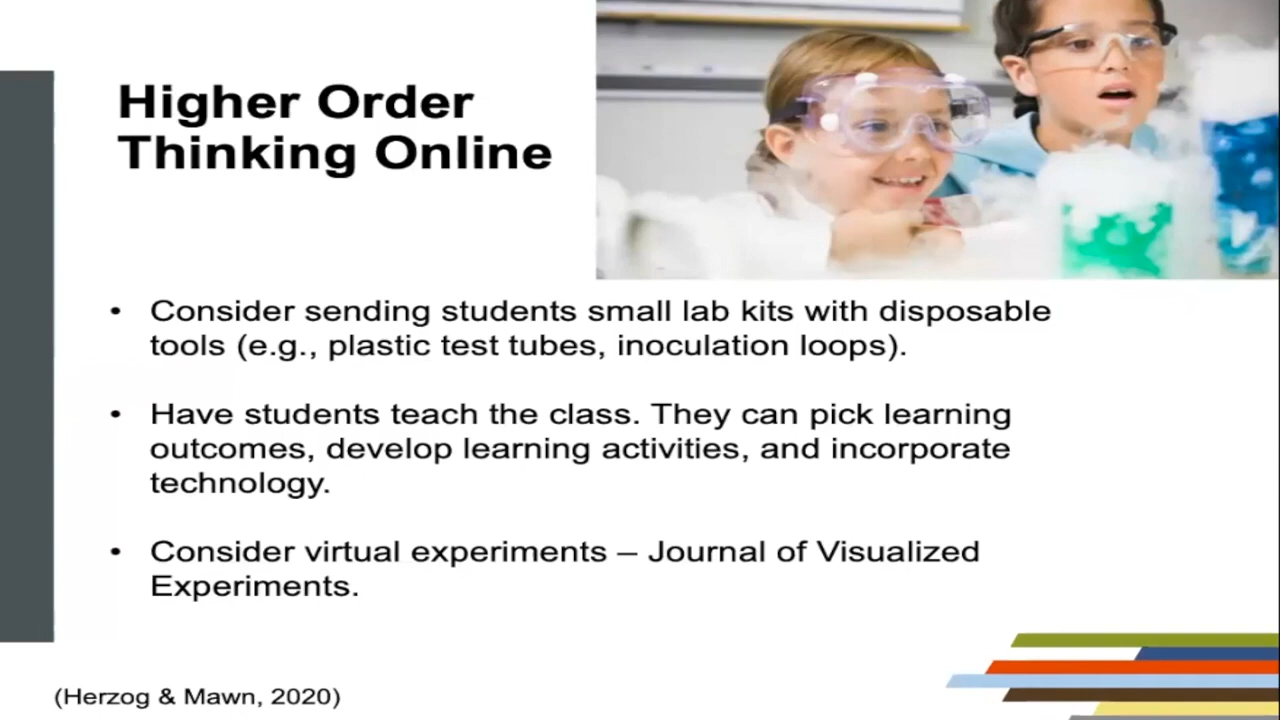 Higher Order
Thinking Online
• Consider sending students small lab kits with disposable
tools (e.g., plastic test tubes, inoculation loops).
• Have students teach the class. They can pick learning
outcomes, develop learning activities, and incorporate
technology.
• Consider virtual experiments – Journal of Visualized
Experiments.
(Herzog & Mawn, 2020)